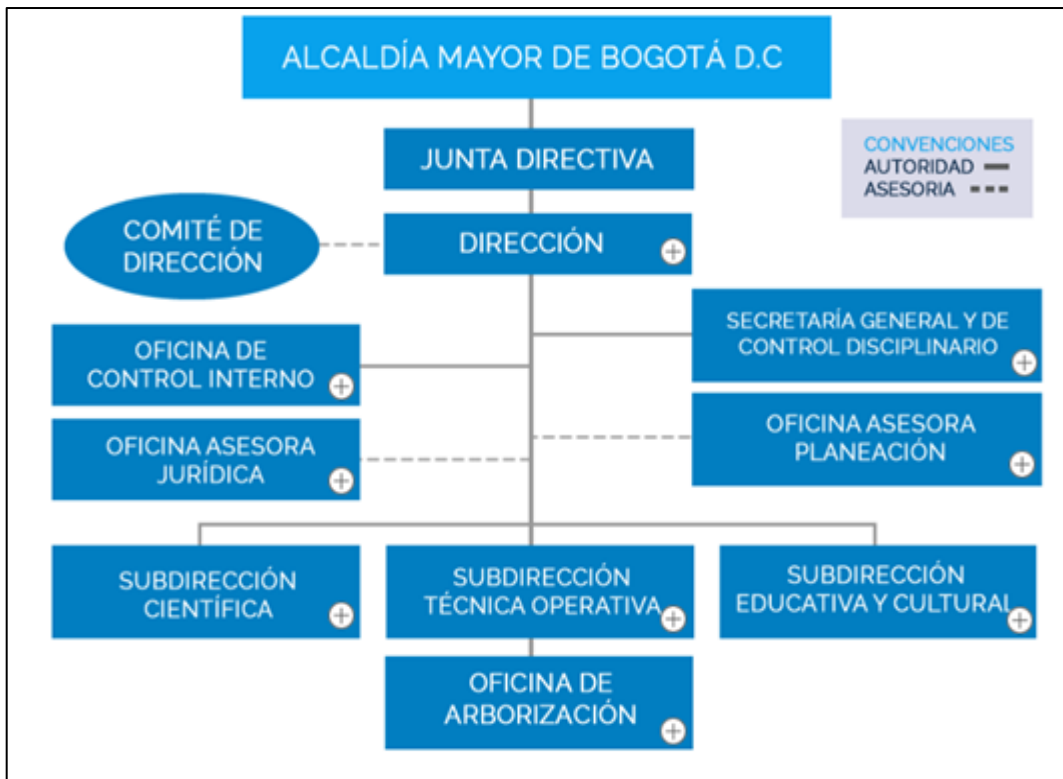 ALCALDÍA MAYOR DE BOGOTÁ D.C
JUNTA DIRECTIVA
CONVENCIONES
AUTORIDAD
ASESORIA
COMITÉ DE
DIRECCIÓN
DIRECCIÓN
SECRETARÍA GENERAL Y DE
CONTROL DISCIPLINARIO
OFICINA DE
CONTROL INTERNO
OFICINA ASESORA
PLANEACIÓN
OFICINA ASESORA
JURÍDICA
SUBDIRECCIÓN
CIENTÍFICA
SUBDIRECCIÓN
TÉCNICA OPERATIVA
SUBDIRECCIÓN
EDUCATIVA Y CULTURAL
OFICINA DE
ARBORIZACIÓN